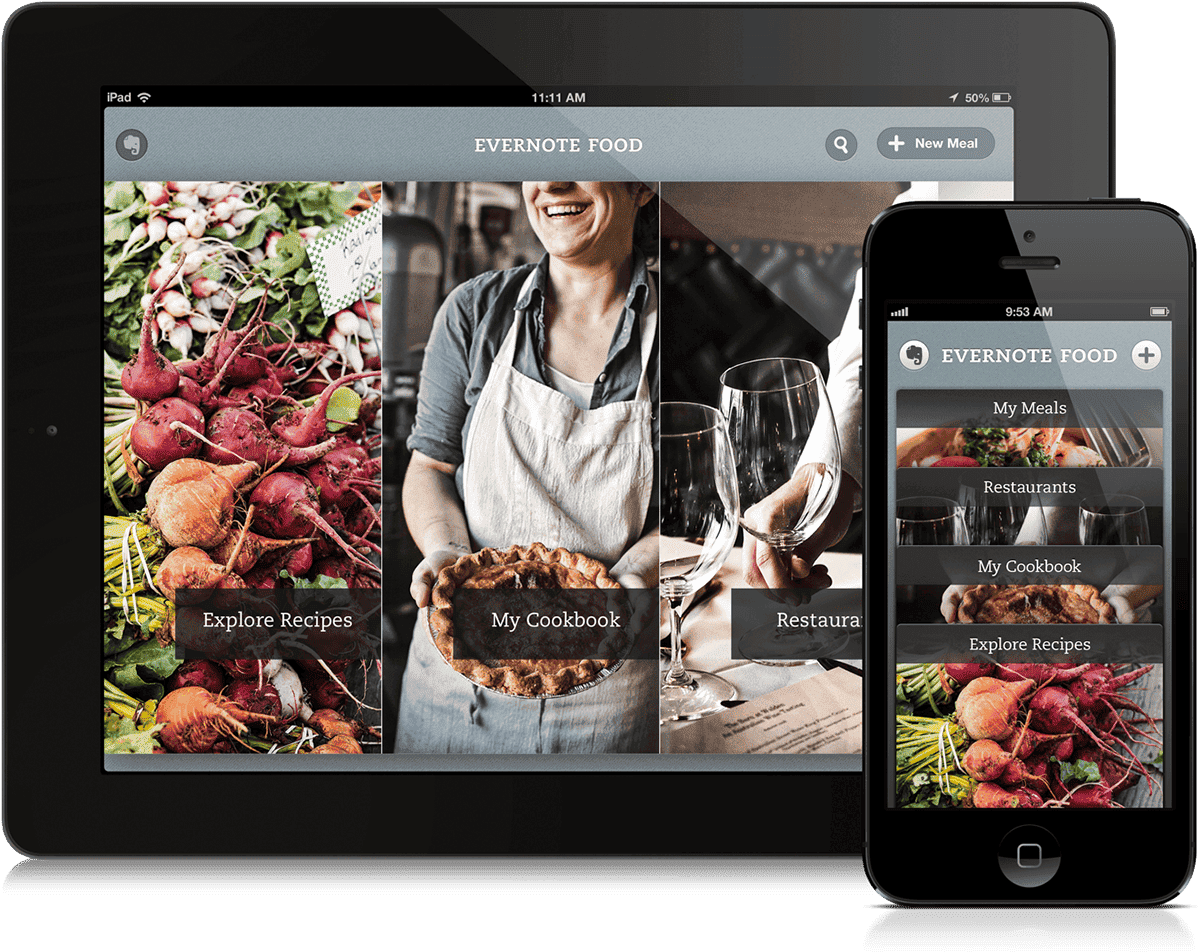 iPad
11:11 AM
50%
EVERNOTE FOOD
New Meal
Explore Recipes
My Cookbook
Restaura
9:53 AM
EVERNOTE FOOD
My Meals
Restaurants
My Cookbook
Explore Recipes